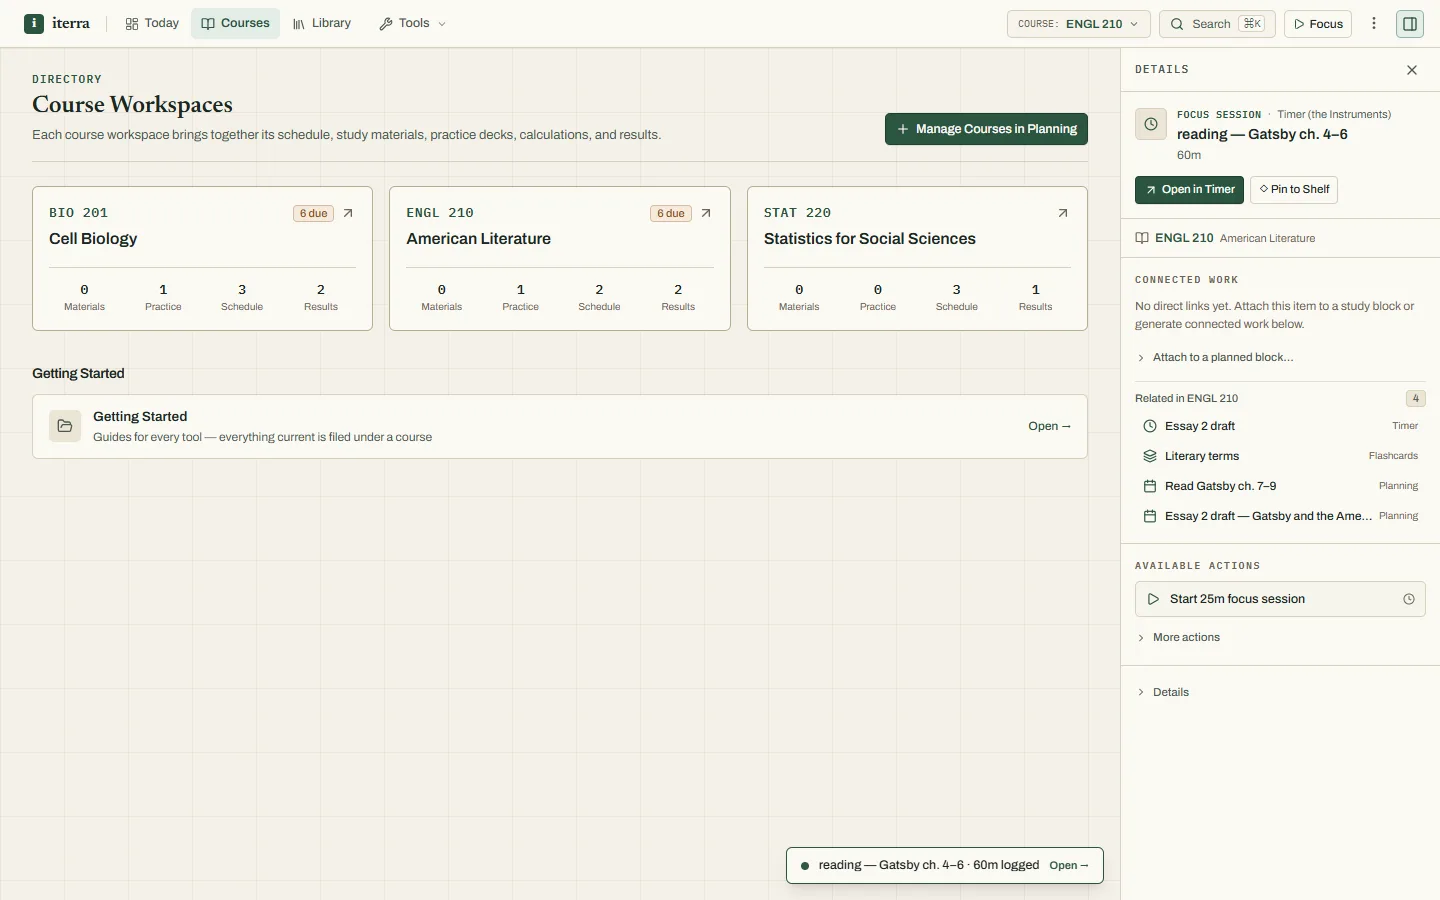 i iterra
Today
Courses
Library
Tools
COURSE: ENGL 210
Search ⌘K
Focus
DIRECTORY
Course Workspaces
Each course workspace brings together its schedule, study materials, practice decks, calculations, and results.
+ Manage Courses in Planning
BIO 201
6 due
Cell Biology
0 1 3 2
Materials Practice Schedule Results
ENGL 210
6 due
American Literature
0 1 2 2
Materials Practice Schedule Results
STAT 220
Statistics for Social Sciences
0 0 3 1
Materials Practice Schedule Results
Getting Started
Getting Started
Guides for every tool — everything current is filed under a course
Open →
reading — Gatsby ch. 4–6 · 60m logged Open →
DETAILS
FOCUS SESSION · Timer (the Instruments)
reading — Gatsby ch. 4–6
60m
Open in Timer
Pin to Shelf
ENGL 210 American Literature
CONNECTED WORK
No direct links yet. Attach this item to a study block or
generate connected work below.
Attach to a planned block…
Related in ENGL 210 4
Essay 2 draft Timer
Literary terms Flashcards
Read Gatsby ch. 7–9 Planning
Essay 2 draft — Gatsby and the Ame… Planning
AVAILABLE ACTIONS
Start 25m focus session
More actions
Details